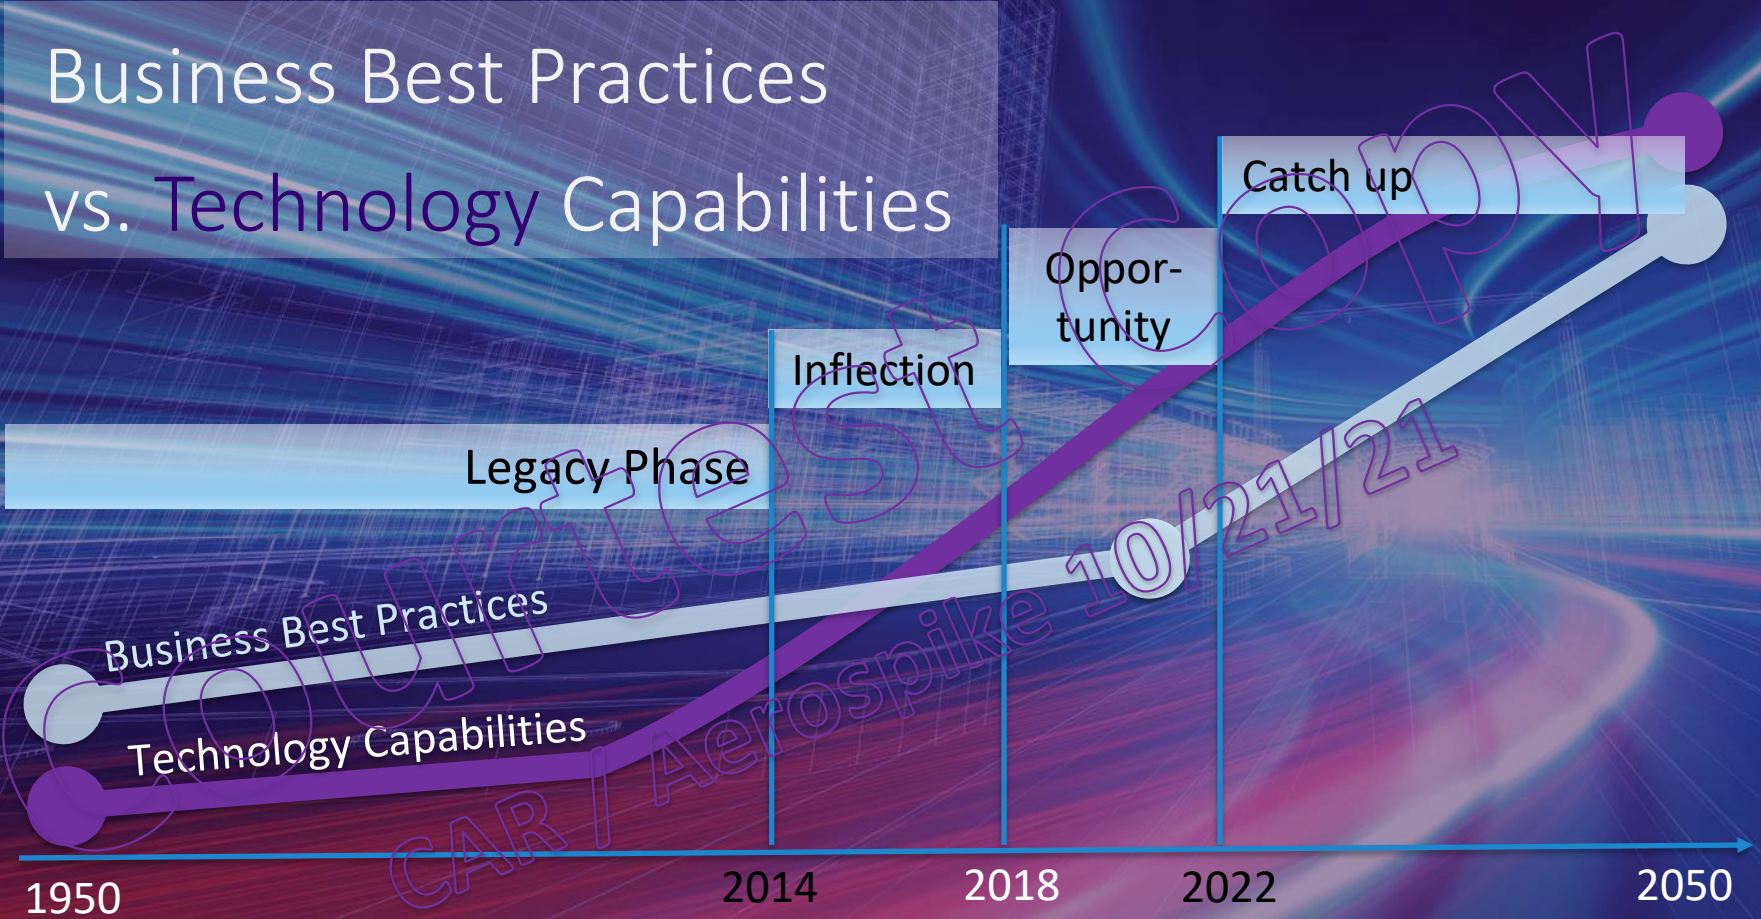 Business Best Practices
vs. Technology Capabilities
Catch up
Oppor-
tunity
Inflection
Legacy Phase
Business Best Practices
Technology Capabilities
Courtest Copy
CAR / Aerospike 10/21/21
1950
2014
2018
2022
2050